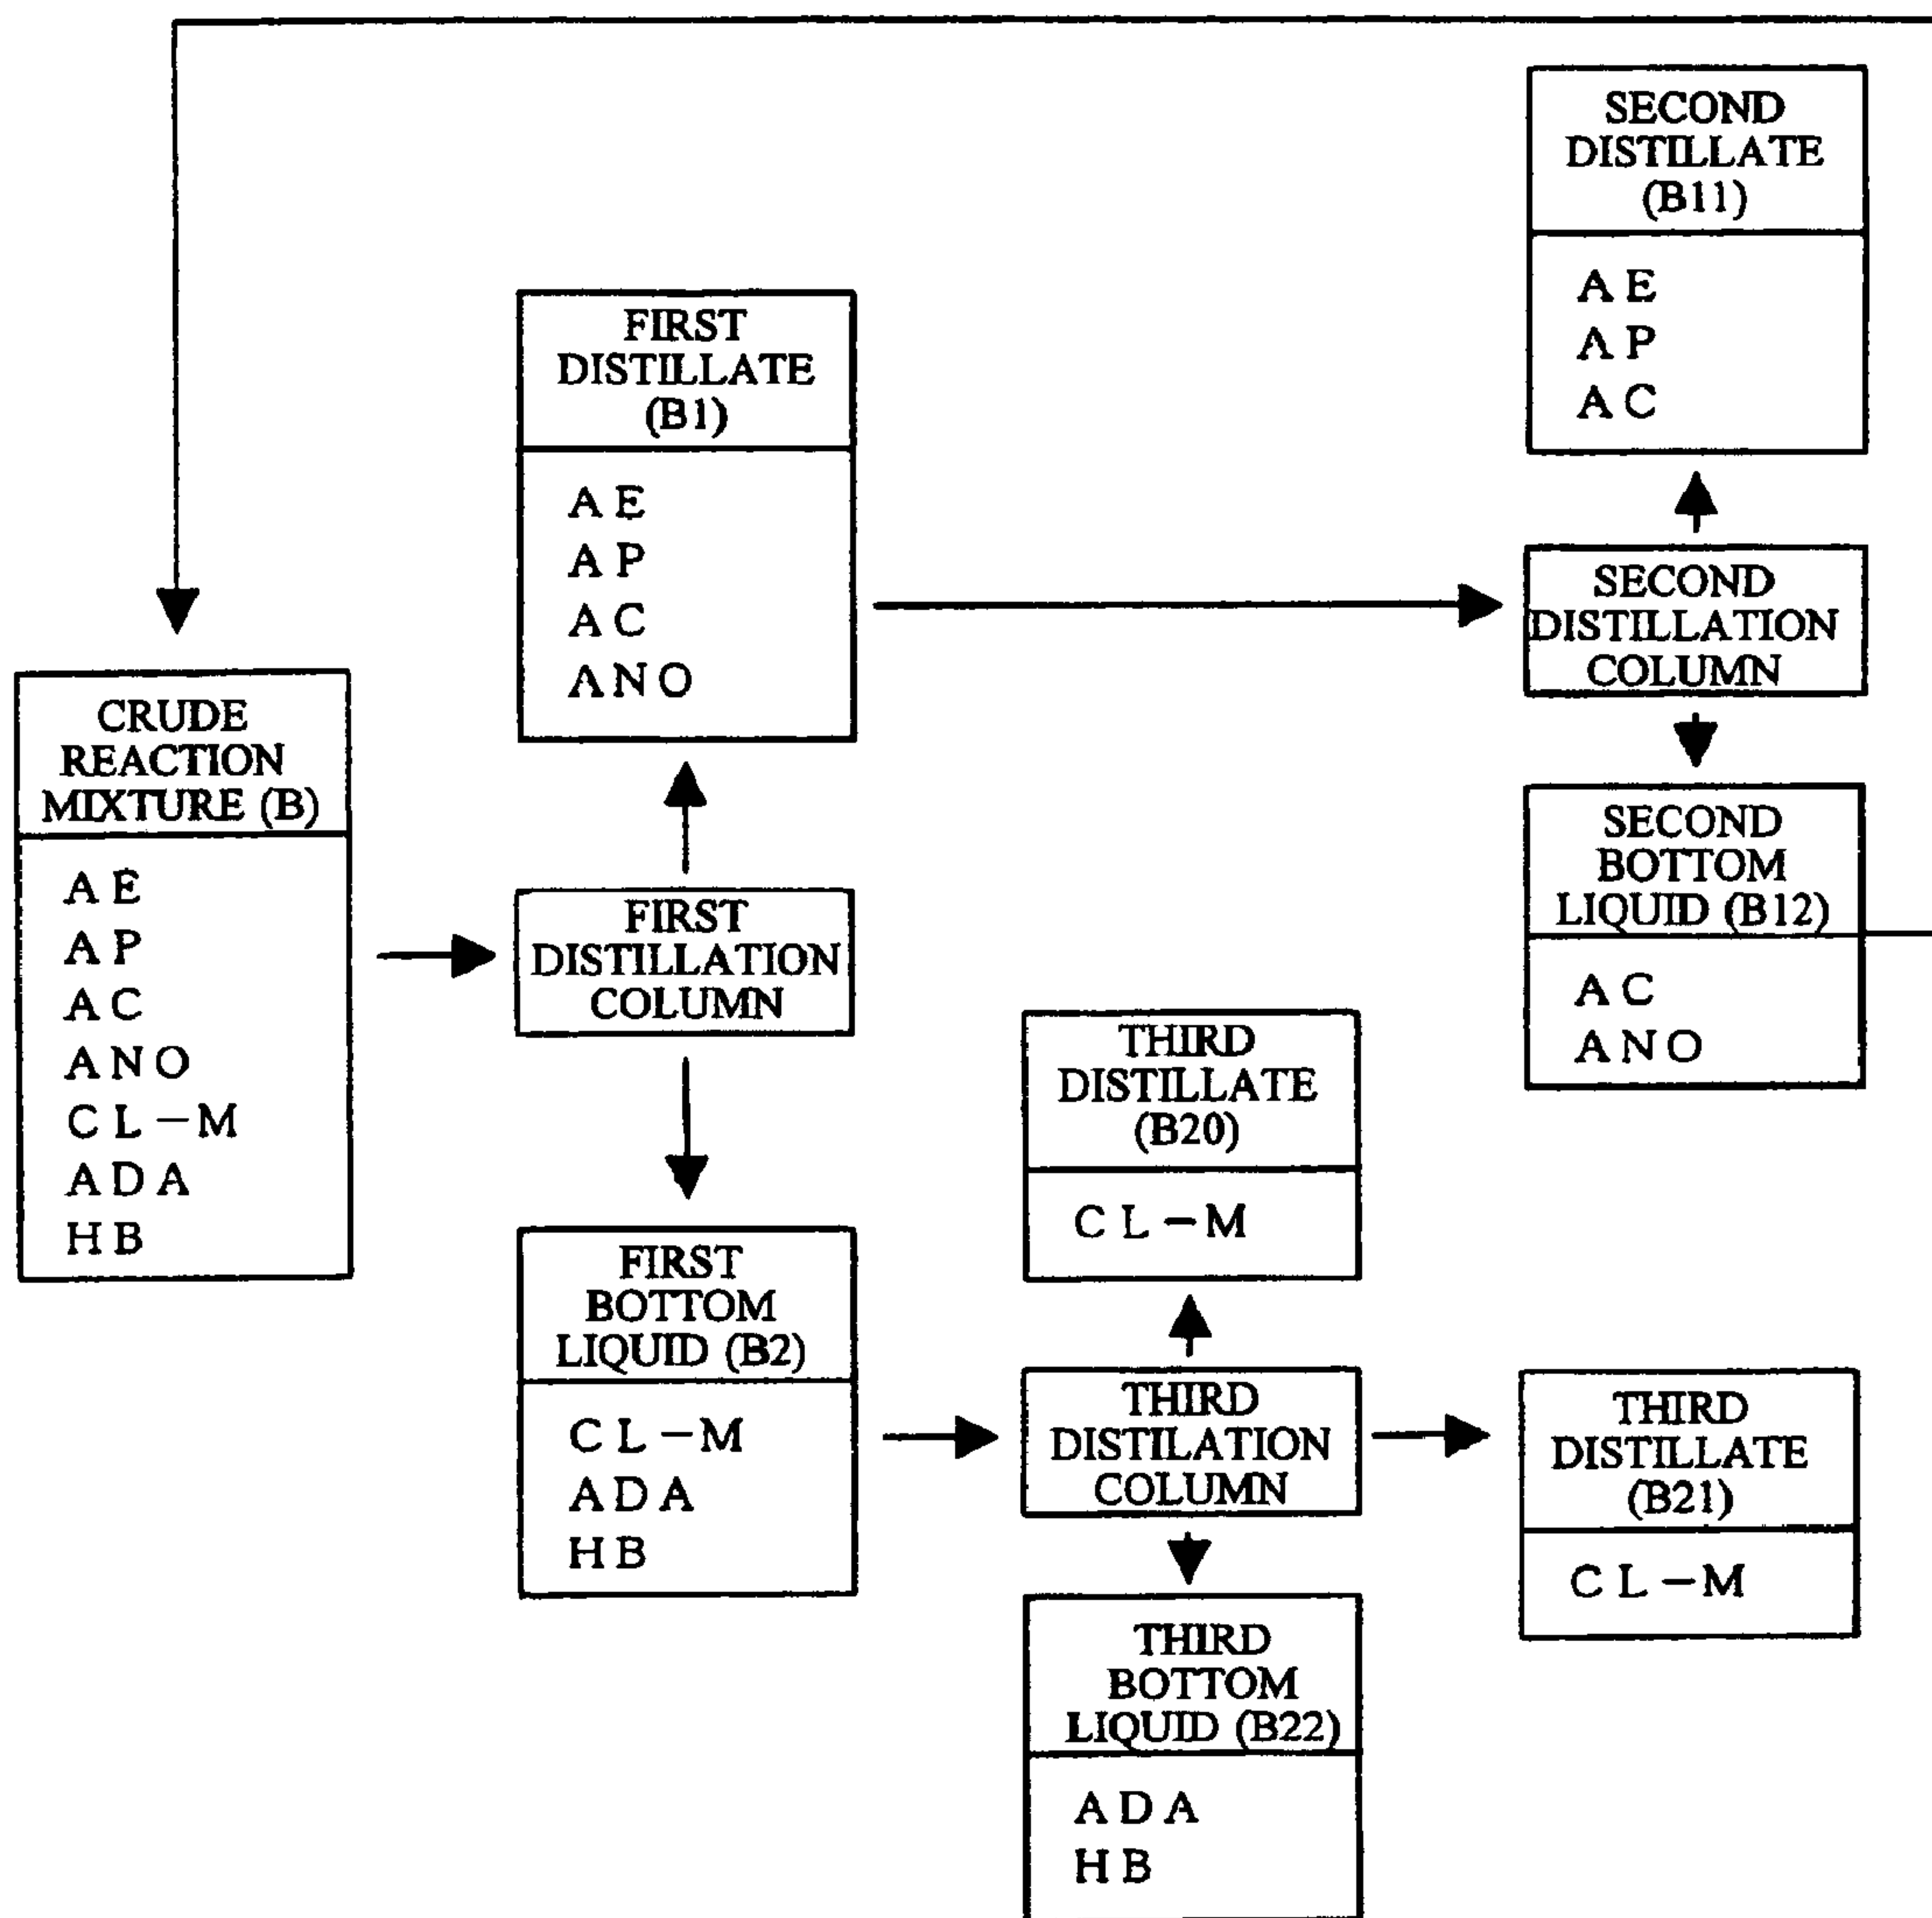 CRUDE
REACTION
MIXTURE (B)
AE
AP
AC
ANO
CL-M
ADA
HB
FIRST
DISTILLATE
(B1)
AE
AP
AC
ANO
FIRST
DISTILLATION
COLUMN
FIRST
BOTTOM
LIQUID (B2)
CL-M
ADA
HB
SECOND
DISTILLATE
(B11)
AE
AP
AC
SECOND
DISTILLATION
COLUMN
SECOND
BOTTOM
LIQUID (B12)
AC
ANO
THIRD
DISTILLATE
(B20)
CL-M
THIRD
DISTILATION
COLUMN
THIRD
DISTILLATE
(B21)
CL-M
THIRD
BOTTOM
LIQUID (B22)
ADA
HB